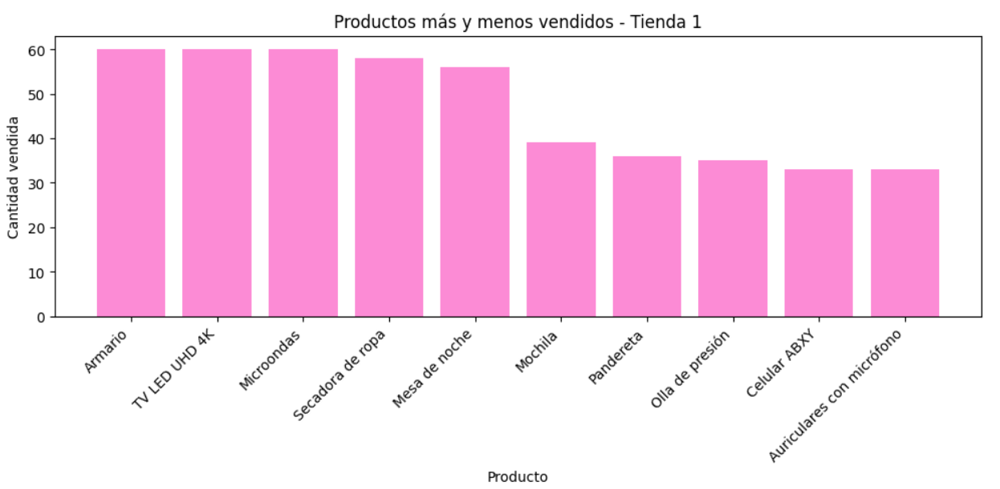 Productos más y menos vendidos - Tienda 1
Cantidad vendida
60
50
40
30
20
10
0
Armario
TV LED UHD 4K
Microondas
Secadora de ropa
Mesa de noche
Mochila
Pandereta
Olla de presión
Celular ABXY
Auriculares con micrófono
Producto